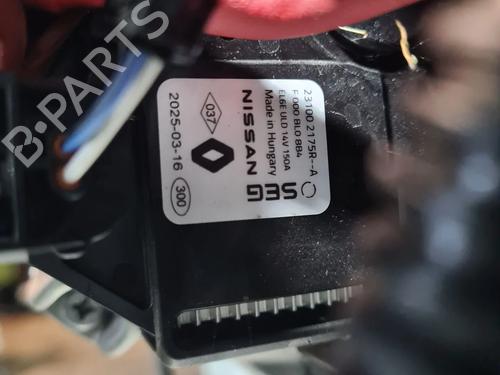 B-PARTS
SEG
23100 2175R--A
F 000 BL0 8B4
EL6E ULD 14V 150A
Made in Hungary
NISSAN
037
2025-03-16
300